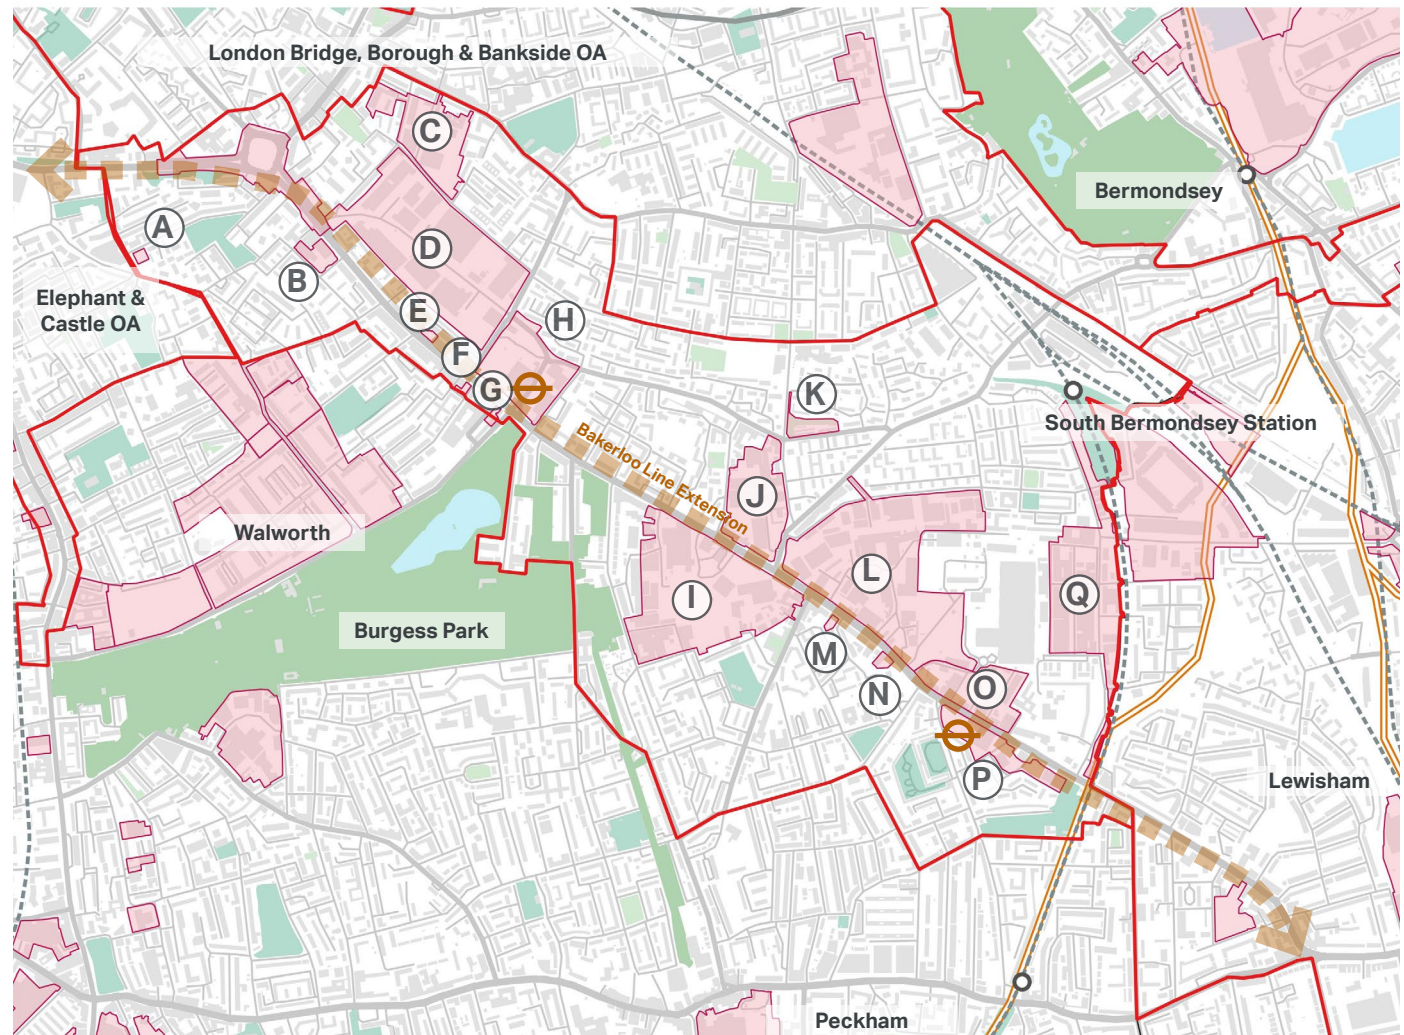 London Bridge, Borough & Bankside OA
C
Bermondsey
A
D
B
Elephant &
Castle OA
E
H
F
G
K
South Bermondsey Station
Bakerloo Line Extension
J
Walworth
L
I
Q
Burgess Park
M
N
O
P
Lewisham
Peckham